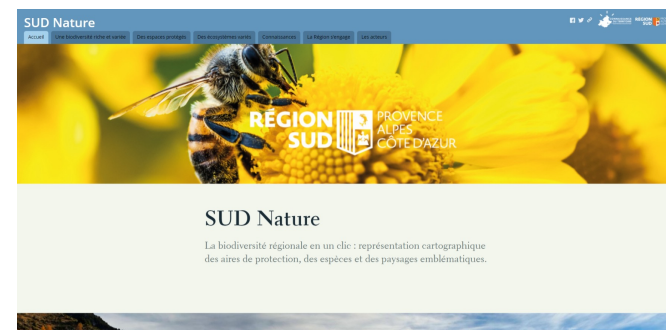 SUD Nature
Accueil Une biodiversité riche et variée Des espaces protégés Des écosystèmes variés Connaissances La Région s'engage Les acteurs
RÉGION SUD
RÉGION SUD
PROVENCE ALPES CÔTE D'AZUR
SUD Nature
La biodiversité régionale en un clic : représentation cartographique
des aires de protection, des espèces et des paysages emblématiques.